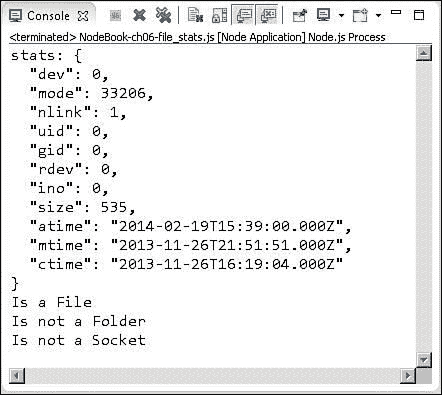 Console
<terminated> NodeBook-ch06-file_stats.js [Node Application] Node.js Process
stats: {
  "dev": 0,
  "mode": 33206,
  "nlink": 1,
  "uid": 0,
  "gid": 0,
  "rdev": 0,
  "ino": 0,
  "size": 535,
  "atime": "2014-02-19T15:39:00.000Z",
  "mtime": "2013-11-26T21:51:51.000Z",
  "ctime": "2013-11-26T16:19:04.000Z"
}
Is a File
Is not a Folder
Is not a Socket